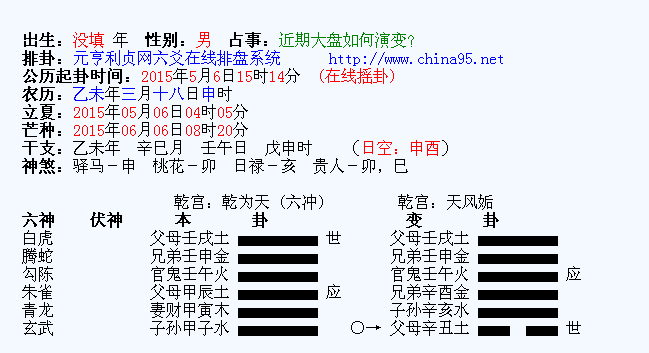 出生：没填 年 性别：男 占事：近期大盘如何演变?
排卦：元亨利贞网六爻在线排盘系统 http://www.china95.net
公历起卦时间：2015年5月6日15时14分 （在线摇卦）
农历：乙未年三月十八日申时
立夏：2015年05月06日04时05分
芒种：2015年06月06日08时20分
干支：乙未年 辛巳月 壬午日 戊申时 （日空：申酉）
神煞：驿马－申 桃花－卯 日禄－亥 贵人－卯，巳
乾宫：乾为天（六冲） 乾宫：天风姤
六神 伏神 本 卦 变 卦
白虎 父母壬戌土 世 父母壬戌土
腾蛇 兄弟壬申金 兄弟壬申金
勾陈 官鬼壬午火 官鬼壬午火 应
朱雀 父母甲辰土 应 兄弟辛酉金
青龙 妻财甲寅木 子孙辛亥水
玄武 子孙甲子水 ○→ 父母辛丑土 世